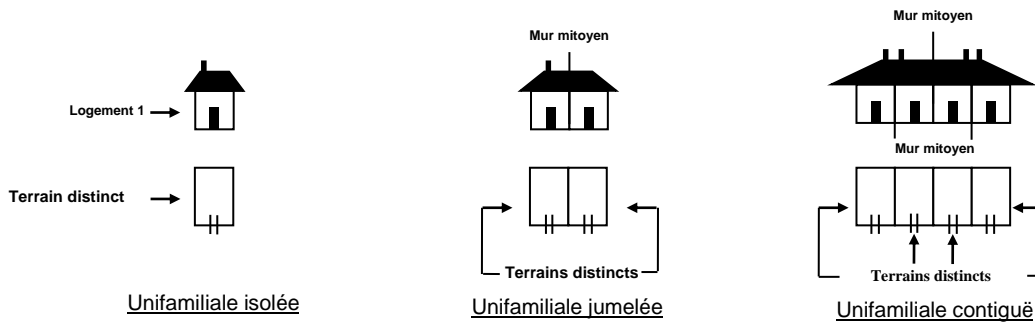 Mur mitoyen
Mur mitoyen
Logement 1
Mur mitoyen
Terrain distinct
Terrains distincts
Terrains distincts
Unifamiliale isolée
Unifamiliale jumelée
Unifamiliale contiguë